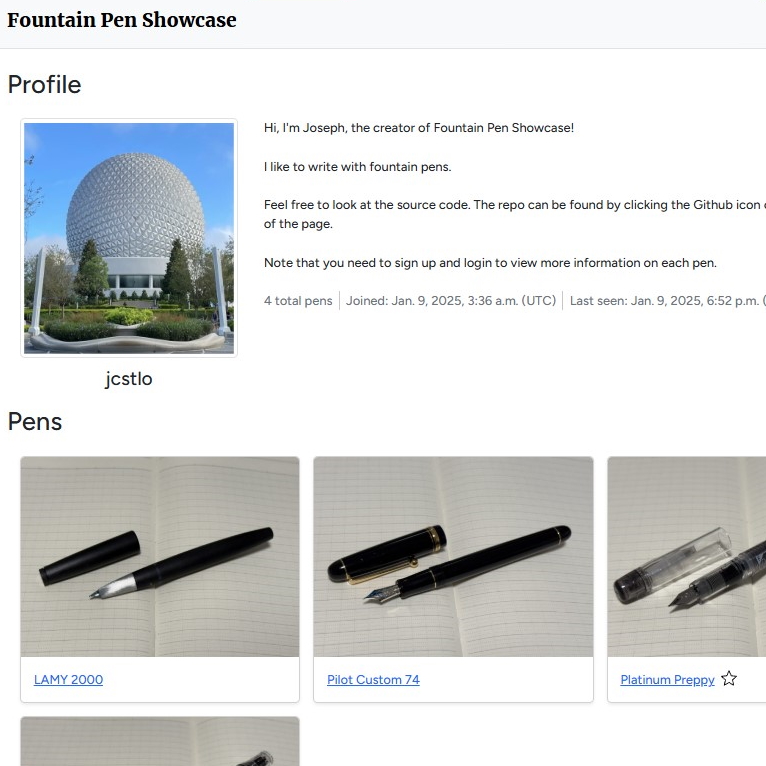 Fountain Pen Showcase
Profile
Hi, I'm Joseph, the creator of Fountain Pen Showcase!
I like to write with fountain pens.
Feel free to look at the source code. The repo can be found by clicking the Github icon
of the page.
Note that you need to sign up and login to view more information on each pen.
4 total pens | Joined: Jan. 9, 2025, 3:36 a.m. (UTC) | Last seen: Jan. 9, 2025, 6:52 p.m. (
jcstlo
Pens
LAMY 2000
Pilot Custom 74
Platinum Preppy